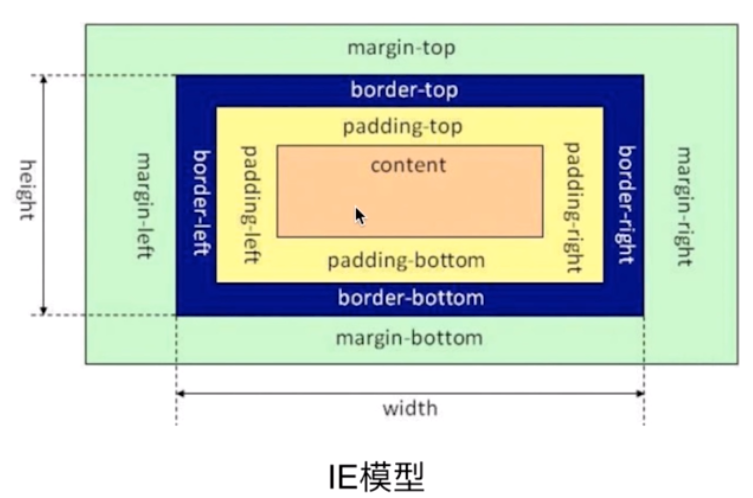 margin-top
border-top
padding-top
content
height
margin-left
border-left
padding-left
padding-right
border-right
margin-right
padding-bottom
border-bottom
margin-bottom
width
IE模型